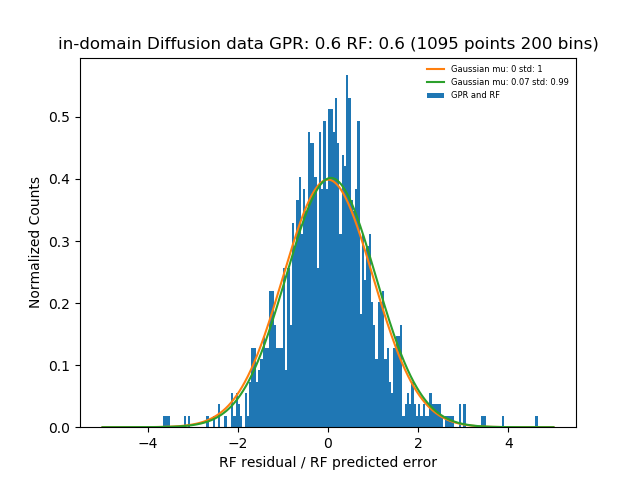 in-domain Diffusion data GPR: 0.6 RF: 0.6 (1095 points 200 bins)
Gaussian mu: 0 std: 1
Gaussian mu: 0.07 std: 0.99
GPR and RF
Normalized Counts
0.5
0.4
0.3
0.2
0.1
0.0
−4
−2
0
2
4
RF residual / RF predicted error